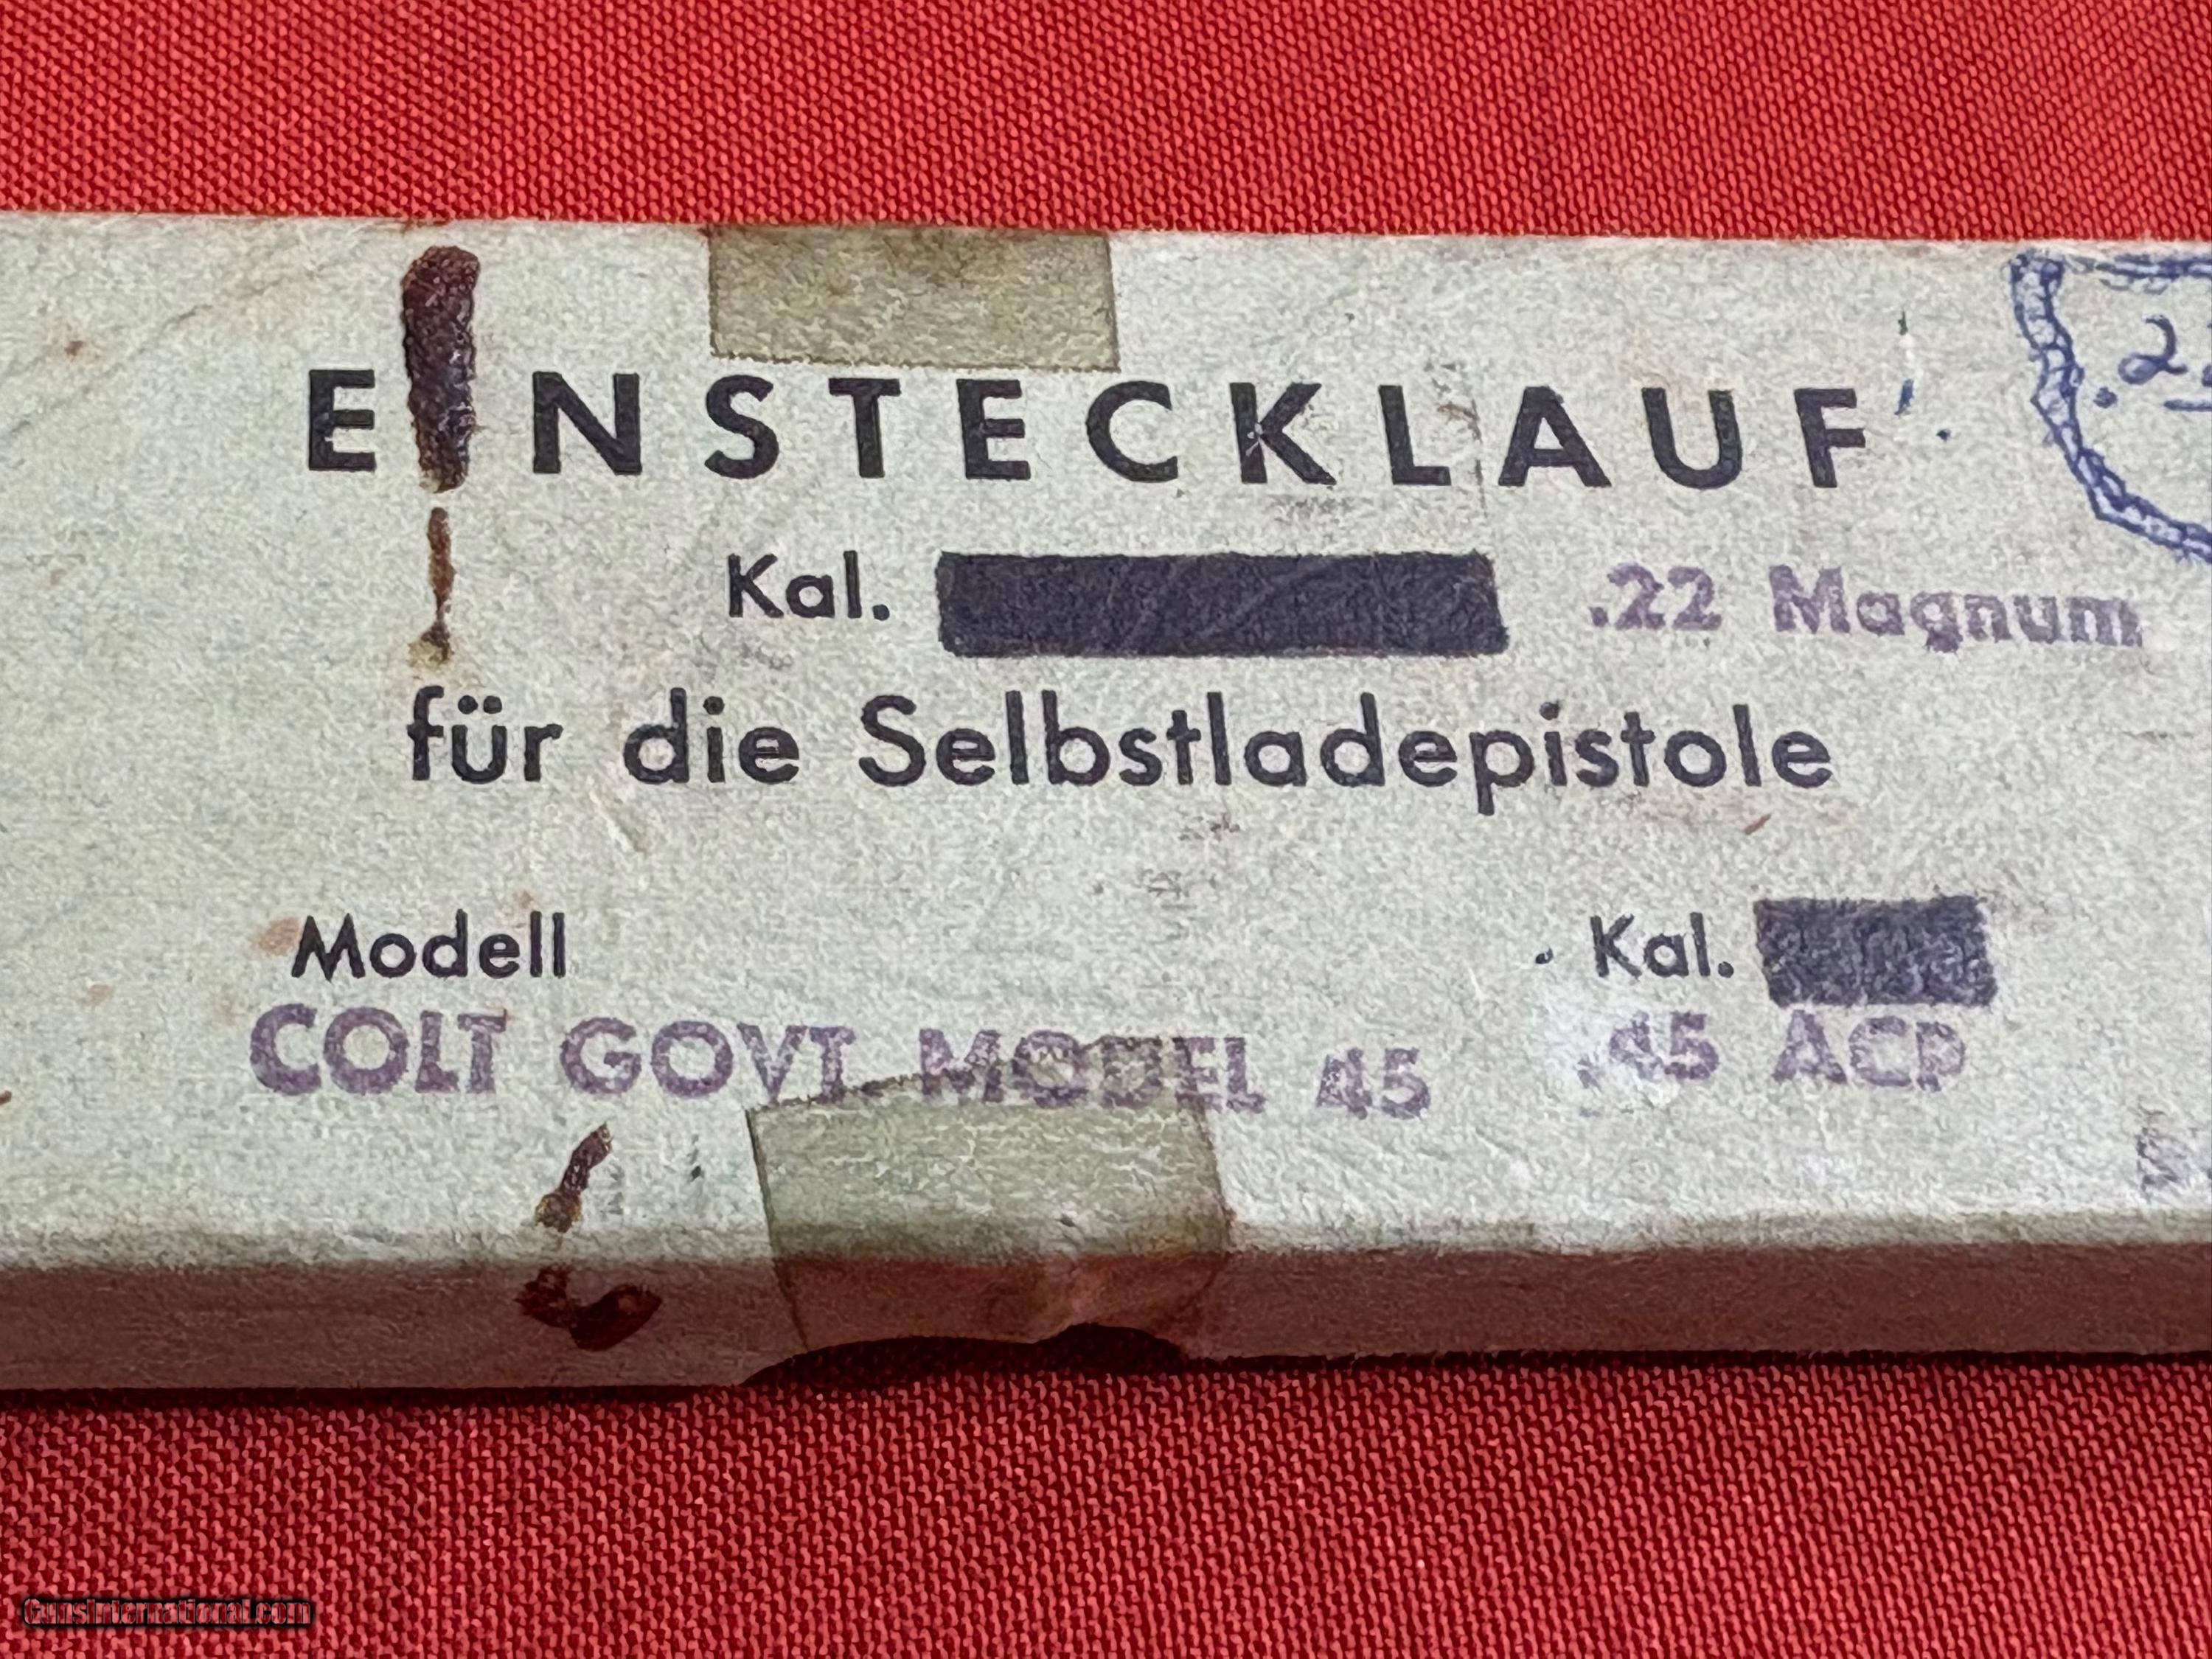 EINSTECKLAUF
Kal. .22 Magnum
für die Selbstladepistole
Modell Kal.
COLT GOVT. MODEL 45 .45 ACP
GunsInternational.com